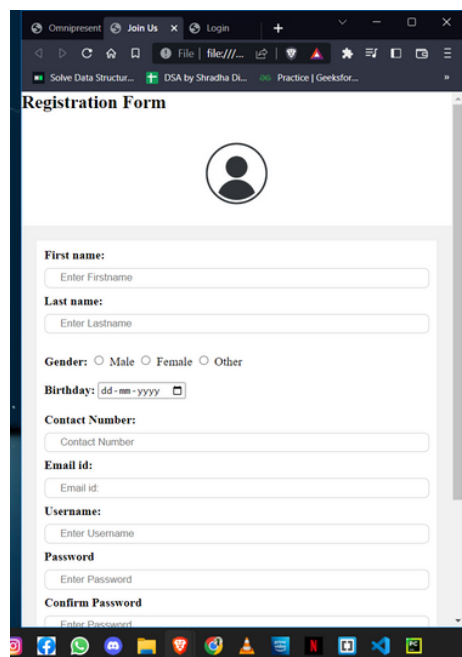 Omnipresent Join Us × Login +
File file:///...
Solve Data Structur... DSA by Shradha Di... Practice | Geeksfor... »
Registration Form
First name:
Enter Firstname
Last name:
Enter Lastname
Gender: Male Female Other
Birthday: dd-mm-yyyy
Contact Number:
Contact Number
Email id:
Email id:
Username:
Enter Username
Password
Enter Password
Confirm Password
Enter Password